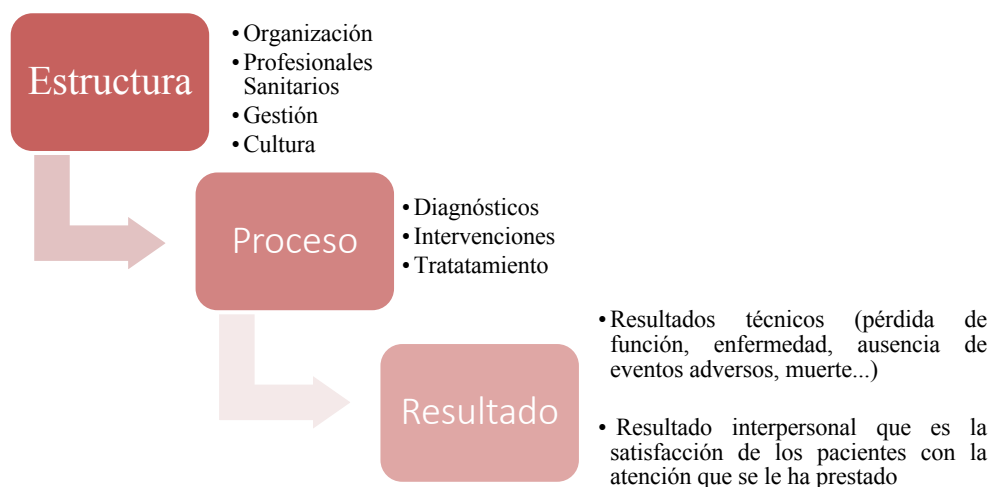 Estructura
• Organización
• Profesionales
Sanitarios
• Gestión
• Cultura
Proceso
• Diagnósticos
• Intervenciones
• Tratatamiento
Resultado
• Resultados técnicos (pérdida de
función, enfermedad, ausencia de
eventos adversos, muerte...)
• Resultado interpersonal que es la
satisfacción de los pacientes con la
atención que se le ha prestado